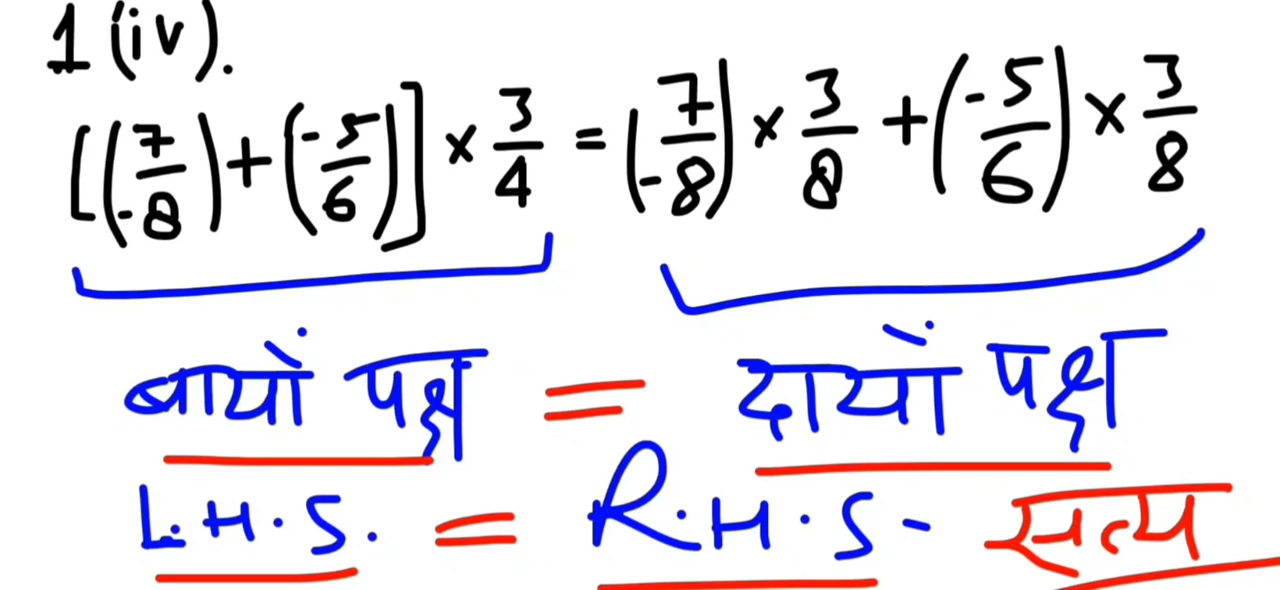 1 (iv).
[(7/-8) + (-5/6)] × 3/4 = (7/-8) × 3/8 + (-5/6) × 3/8
बायाँ पक्ष = दायाँ पक्ष
L.H.S. = R.H.S - सत्य